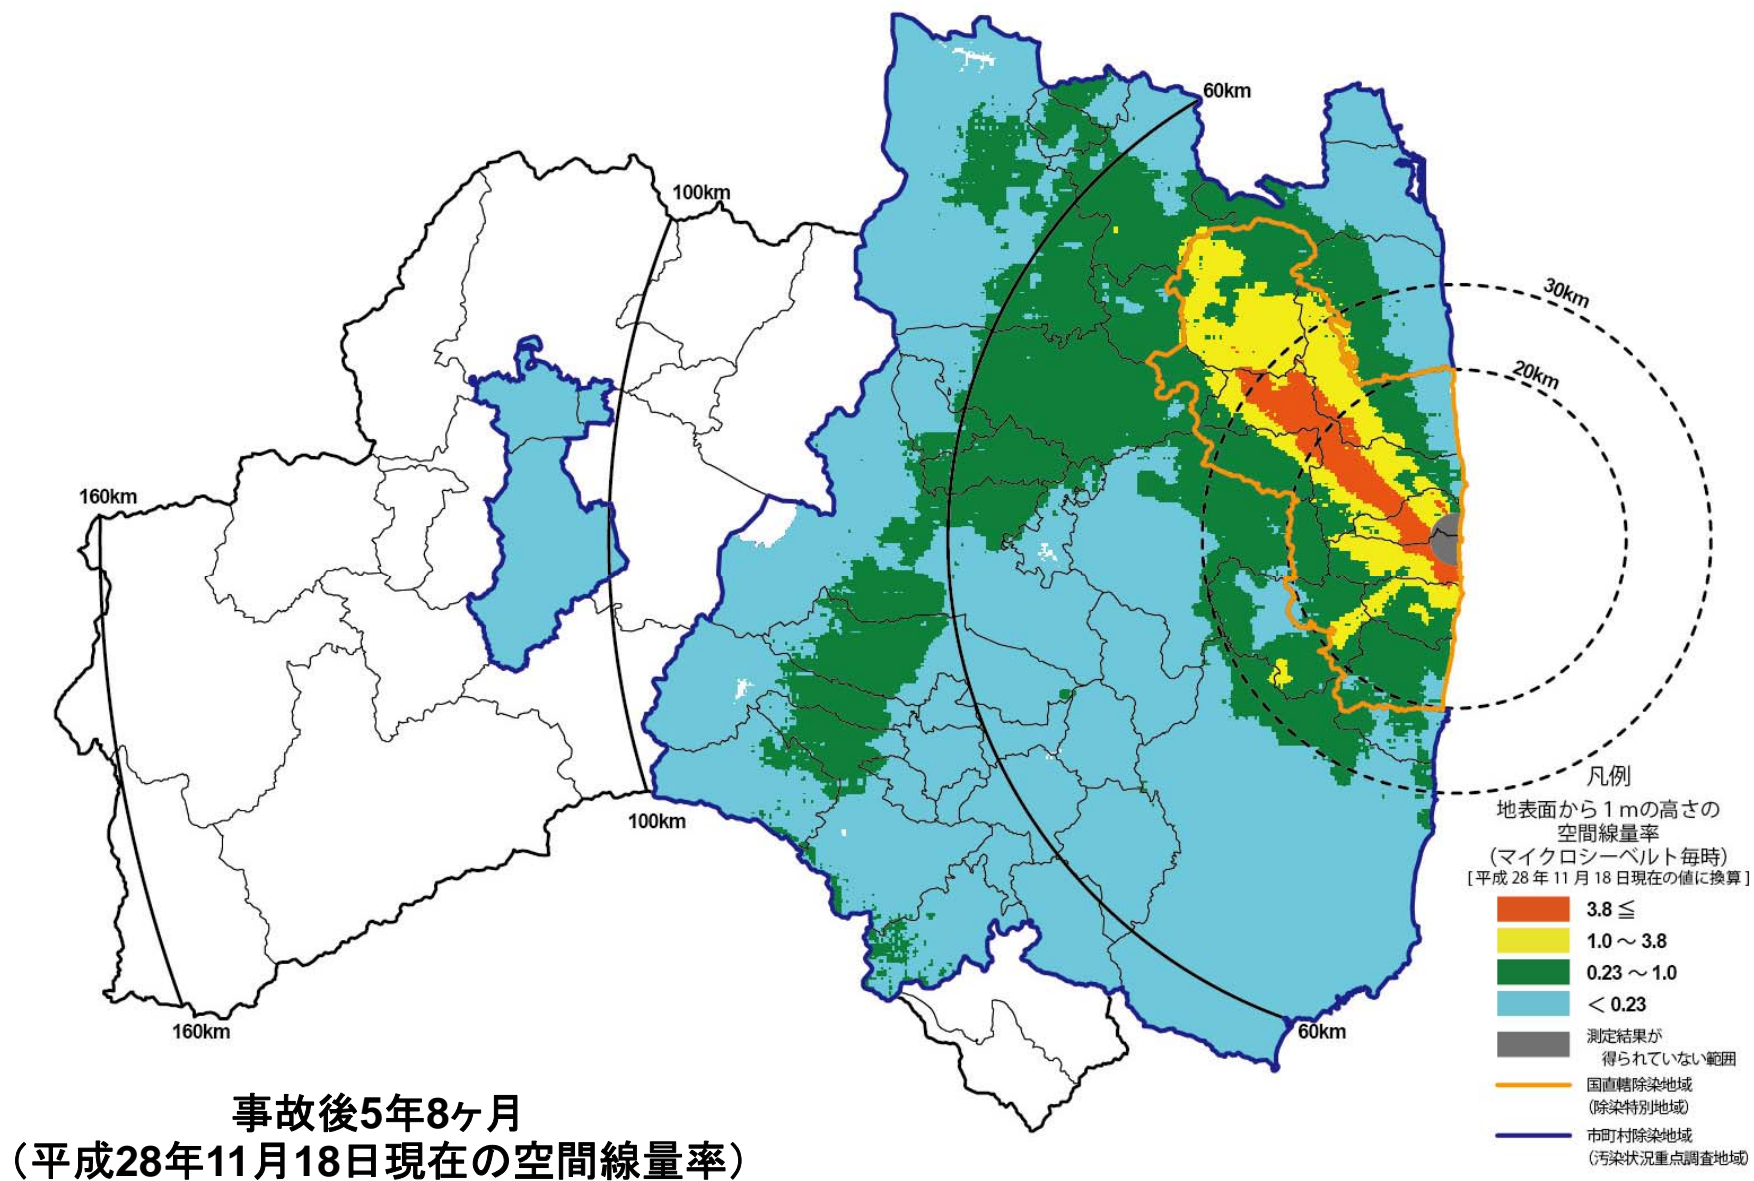 60km
100km
30km
20km
160km
100km
凡例
地表面から1mの高さの
空間線量率
(マイクロシーベルト毎時)
[平成28年11月18日現在の値に換算]
3.8 ≦
1.0 ～ 3.8
0.23 ～ 1.0
＜ 0.23
測定結果が
得られていない範囲
国直轄除染地域
(除染特別地域)
市町村除染地域
(汚染状況重点調査地域)
160km
60km
事故後5年8ヶ月
（平成28年11月18日現在の空間線量率）